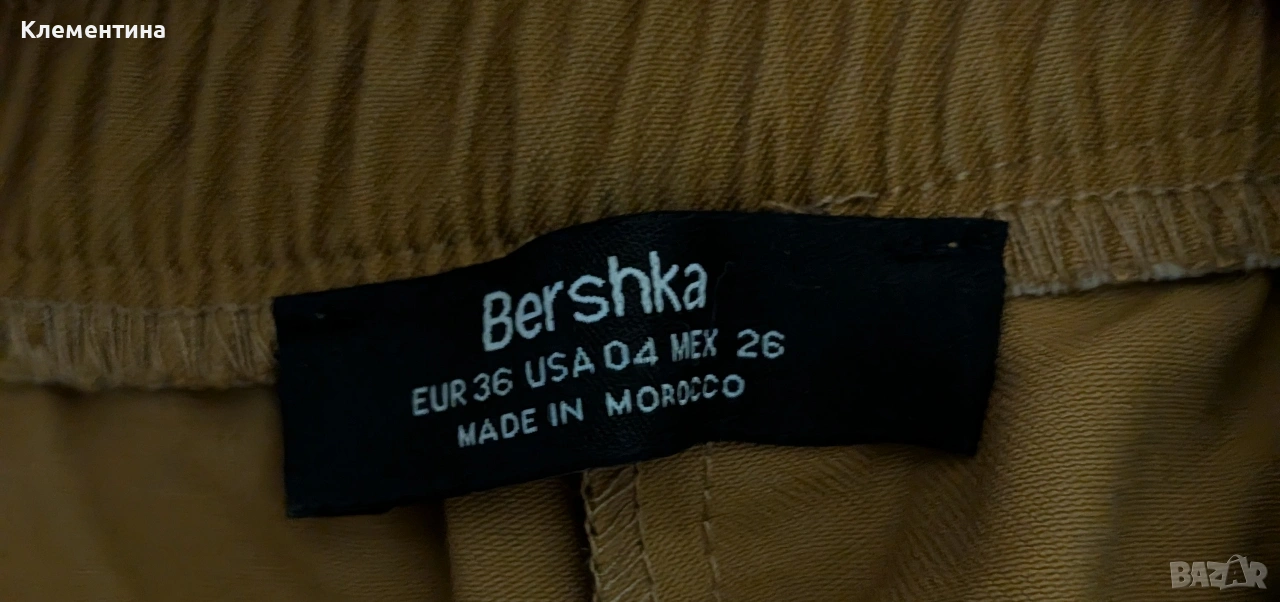 Клементина
Bershka
EUR 36 USA 04 MEX 26
MADE IN MOROCCO
BAZAR